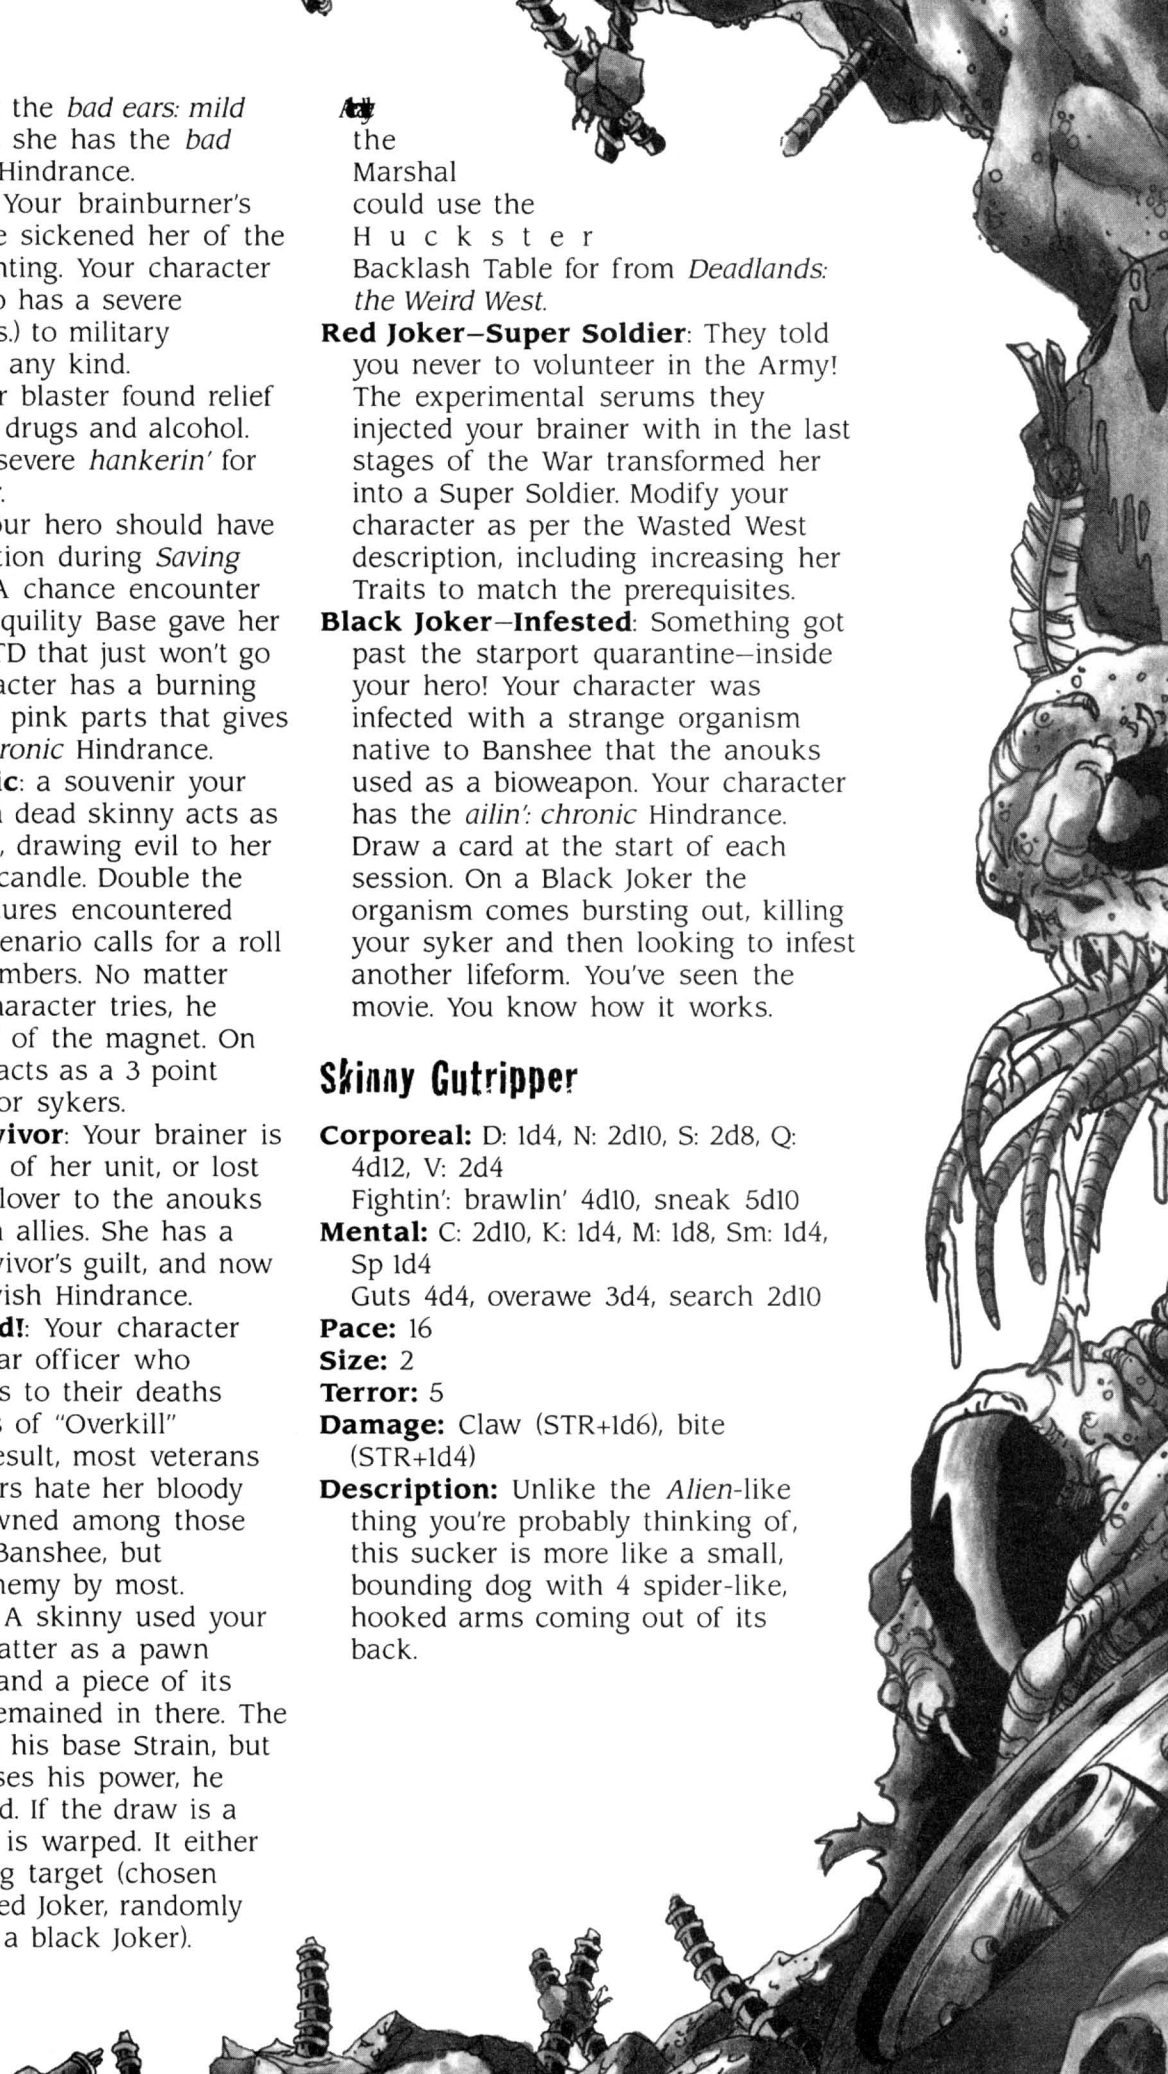 the bad ears: mild
she has the bad
Hindrance.
Your brainburner's
e sickened her of the
nting. Your character
o has a severe
s.) to military
any kind.
r blaster found relief
drugs and alcohol.
severe hankerin' for
our hero should have
tion during Saving
A chance encounter
quility Base gave her
TD that just won't go
acter has a burning
pink parts that gives
ronic Hindrance.
ic: a souvenir your
dead skinny acts as
, drawing evil to her
candle. Double the
ures encountered
enario calls for a roll
mbers. No matter
haracter tries, he
of the magnet. On
acts as a 3 point
or sykers.
vivor: Your brainer is
of her unit, or lost
lover to the anouks
allies. She has a
vivor's guilt, and now
vish Hindrance.
d!: Your character
ar officer who
s to their deaths
s of "Overkill"
esult, most veterans
rs hate her bloody
wned among those
Banshee, but
nemy by most.
A skinny used your
atter as a pawn
and a piece of its
emained in there. The
his base Strain, but
ses his power, he
d. If the draw is a
is warped. It either
g target (chosen
ed Joker, randomly
a black Joker).
the
Marshal
could use the
H u c k s t e r
Backlash Table for from Deadlands:
the Weird West.
Red Joker—Super Soldier: They told
you never to volunteer in the Army!
The experimental serums they
injected your brainer with in the last
stages of the War transformed her
into a Super Soldier. Modify your
character as per the Wasted West
description, including increasing her
Traits to match the prerequisites.
Black Joker—Infested: Something got
past the starport quarantine—inside
your hero! Your character was
infected with a strange organism
native to Banshee that the anouks
used as a bioweapon. Your character
has the ailin': chronic Hindrance.
Draw a card at the start of each
session. On a Black Joker the
organism comes bursting out, killing
your syker and then looking to infest
another lifeform. You've seen the
movie. You know how it works.
Skinny Gutripper
Corporeal: D: 1d4, N: 2d10, S: 2d8, Q:
4d12, V: 2d4
Fightin': brawlin' 4d10, sneak 5d10
Mental: C: 2d10, K: 1d4, M: 1d8, Sm: 1d4,
Sp 1d4
Guts 4d4, overawe 3d4, search 2d10
Pace: 16
Size: 2
Terror: 5
Damage: Claw (STR+1d6), bite
(STR+1d4)
Description: Unlike the Alien-like
thing you're probably thinking of,
this sucker is more like a small,
bounding dog with 4 spider-like,
hooked arms coming out of its
back.